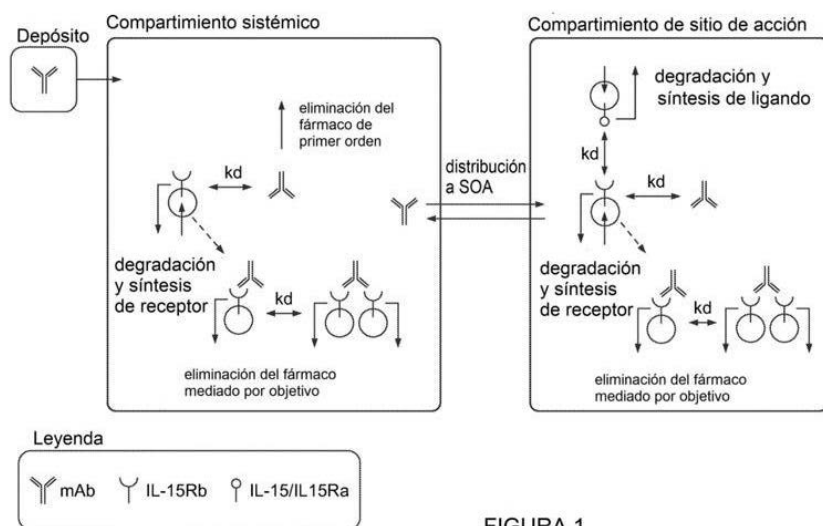 Compartimiento sistémico
Compartimiento de sitio de acción
Depósito
eliminación del
fármaco de
primer orden
kd
degradación
y síntesis
de receptor
kd
eliminación del fármaco
mediado por objetivo
distribución
a SOA
degradación y
síntesis de ligando
kd
kd
degradación
y síntesis
de receptor
kd
eliminación del fármaco
mediado por objetivo
Leyenda
mAb IL-15Rb IL-15/IL15Ra
FIGURA 1